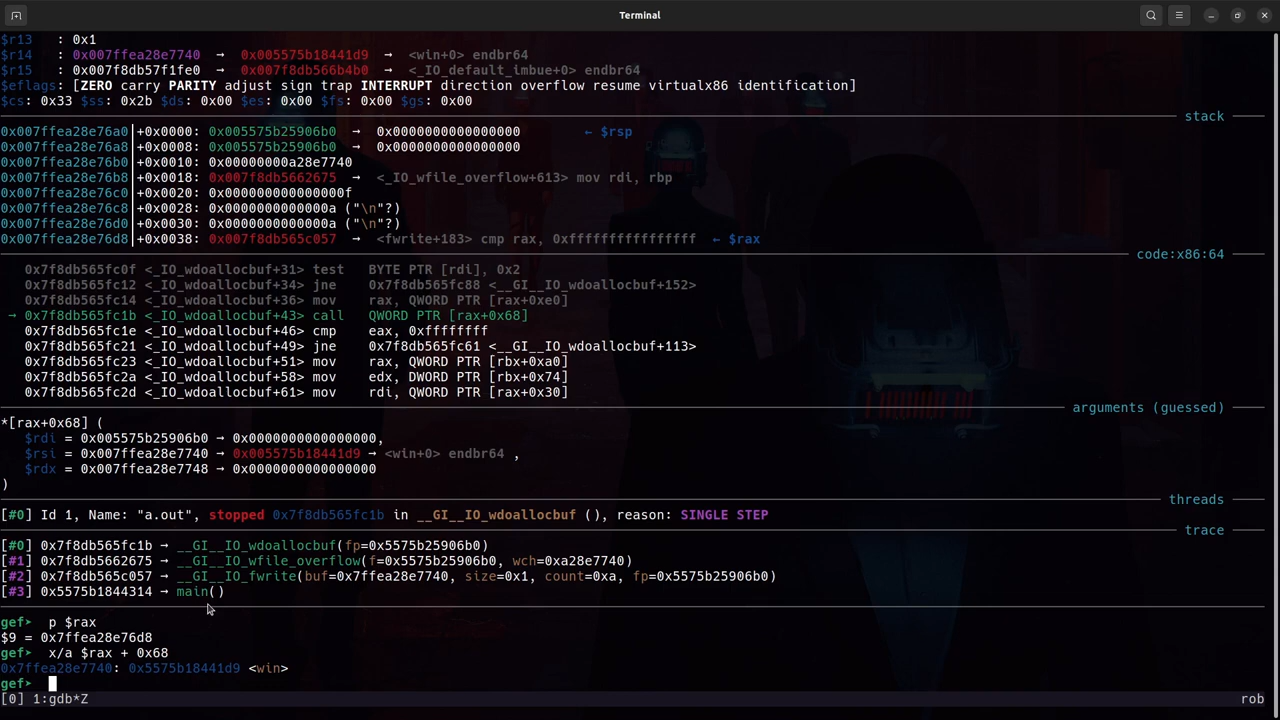 Terminal
$r13   : 0x1
$r14   : 0x007ffea28e7740  →  0x005575b18441d9  →  <win+0> endbr64
$r15   : 0x007f8db57f1fe0  →  0x007f8db566b4b0  →  <_IO_default_imbue+0> endbr64
$eflags: [ZERO carry PARITY adjust sign trap INTERRUPT direction overflow resume virtualx86 identification]
$cs: 0x33 $ss: 0x2b $ds: 0x00 $es: 0x00 $fs: 0x00 $gs: 0x00
stack
0x007ffea28e76a0│+0x0000: 0x005575b25906b0  →  0x0000000000000000        ← $rsp
0x007ffea28e76a8│+0x0008: 0x005575b25906b0  →  0x0000000000000000
0x007ffea28e76b0│+0x0010: 0x00000000a28e7740
0x007ffea28e76b8│+0x0018: 0x007f8db5662675  →  <_IO_wfile_overflow+613> mov rdi, rbp
0x007ffea28e76c0│+0x0020: 0x000000000000000f
0x007ffea28e76c8│+0x0028: 0x0000000000000a ("\n"?)
0x007ffea28e76d0│+0x0030: 0x0000000000000a ("\n"?)
0x007ffea28e76d8│+0x0038: 0x007f8db565c057  →  <fwrite+183> cmp rax, 0xffffffffffffffff  ← $rax
code:x86:64
0x7f8db565fc0f <_IO_wdoallocbuf+31> test   BYTE PTR [rdi], 0x2
0x7f8db565fc12 <_IO_wdoallocbuf+34> jne    0x7f8db565fc88 <__GI__IO_wdoallocbuf+152>
0x7f8db565fc14 <_IO_wdoallocbuf+36> mov    rax, QWORD PTR [rax+0xe0]
→ 0x7f8db565fc1b <_IO_wdoallocbuf+43> call   QWORD PTR [rax+0x68]
0x7f8db565fc1e <_IO_wdoallocbuf+46> cmp    eax, 0xffffffff
0x7f8db565fc21 <_IO_wdoallocbuf+49> jne    0x7f8db565fc61 <__GI__IO_wdoallocbuf+113>
0x7f8db565fc23 <_IO_wdoallocbuf+51> mov    rax, QWORD PTR [rbx+0xa0]
0x7f8db565fc2a <_IO_wdoallocbuf+58> mov    edx, DWORD PTR [rbx+0x74]
0x7f8db565fc2d <_IO_wdoallocbuf+61> mov    rdi, QWORD PTR [rax+0x30]
arguments (guessed)
*[rax+0x68] (
$rdi = 0x005575b25906b0 → 0x0000000000000000,
$rsi = 0x007ffea28e7740 → 0x005575b18441d9 → <win+0> endbr64 ,
$rdx = 0x007ffea28e7748 → 0x0000000000000000
)
threads
[#0] Id 1, Name: "a.out", stopped 0x7f8db565fc1b in __GI__IO_wdoallocbuf (), reason: SINGLE STEP
trace
[#0] 0x7f8db565fc1b → __GI__IO_wdoallocbuf(fp=0x5575b25906b0)
[#1] 0x7f8db5662675 → __GI__IO_wfile_overflow(f=0x5575b25906b0, wch=0xa28e7740)
[#2] 0x7f8db565c057 → __GI__IO_fwrite(buf=0x7ffea28e7740, size=0x1, count=0xa, fp=0x5575b25906b0)
[#3] 0x5575b1844314 → main()
gef➤  p $rax
$9 = 0x7ffea28e76d8
gef➤  x/a $rax + 0x68
0x7ffea28e7740: 0x5575b18441d9 <win>
gef➤
[0] 1:gdb*Z rob